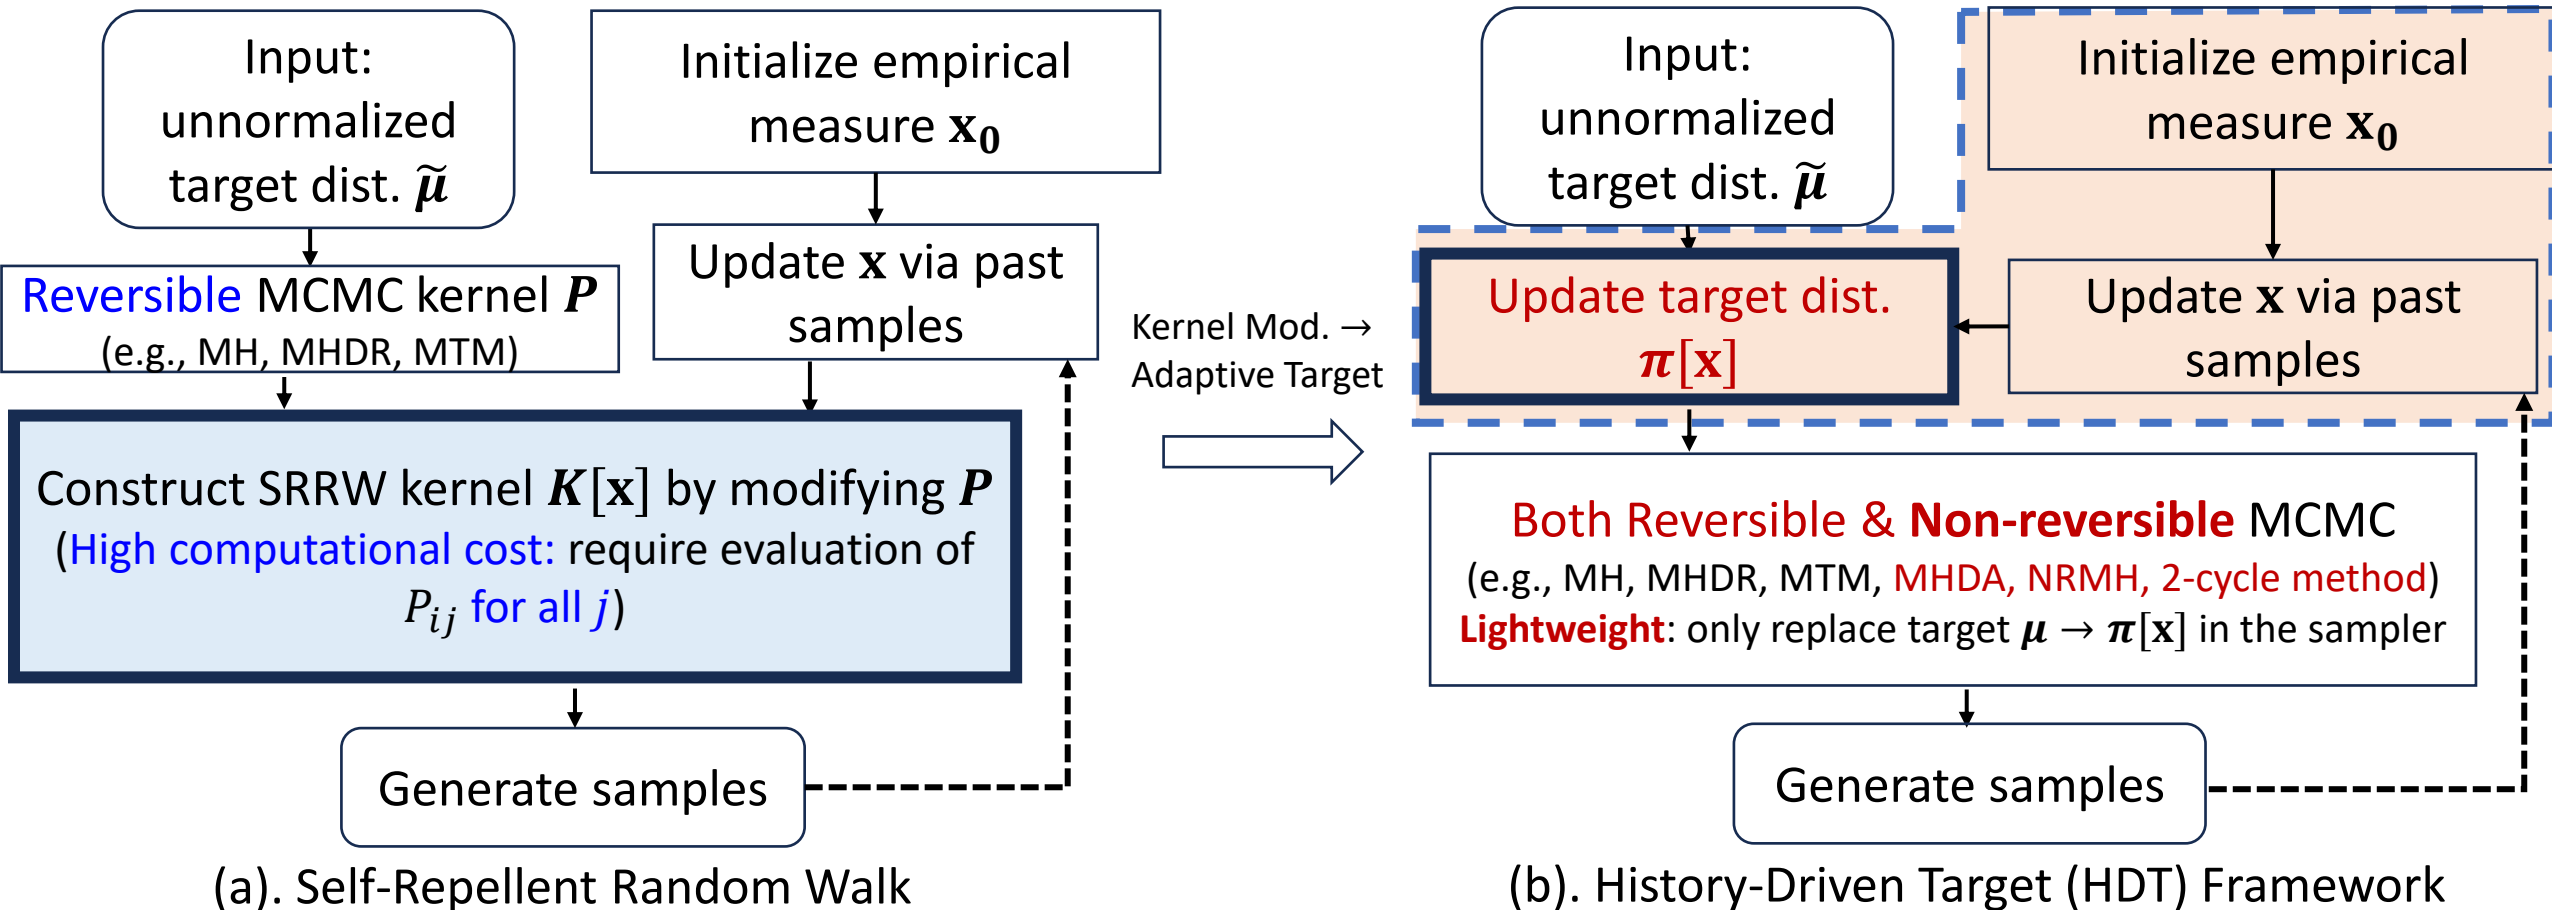 Input:
unnormalized
target dist. μ̃
Initialize empirical
measure x₀
Reversible MCMC kernel P
(e.g., MH, MHDR, MTM)
Update x via past
samples
Construct SRRW kernel K[x] by modifying P
(High computational cost: require evaluation of
Pᵢⱼ for all j)
Generate samples
(a). Self-Repellent Random Walk
Kernel Mod. →
Adaptive Target
Input:
unnormalized
target dist. μ̃
Initialize empirical
measure x₀
Update target dist.
π[x]
Update x via past
samples
Both Reversible & Non-reversible MCMC
(e.g., MH, MHDR, MTM, MHDA, NRMH, 2-cycle method)
Lightweight: only replace target μ → π[x] in the sampler
Generate samples
(b). History-Driven Target (HDT) Framework